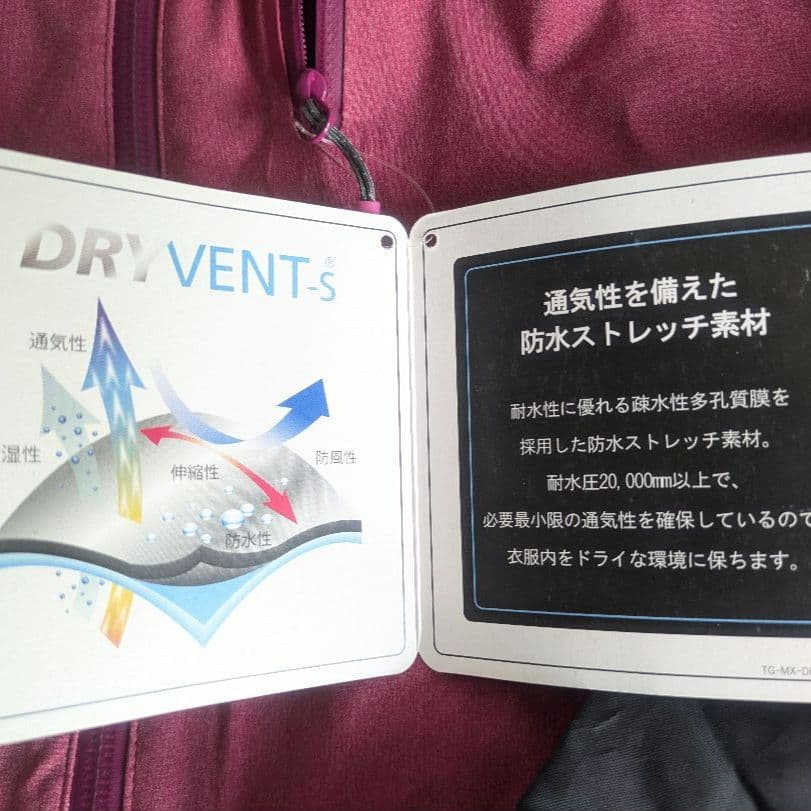 DRYVENT-S®
通気性
湿性
伸縮性
防風性
防水性
通気性を備えた
防水ストレッチ素材
耐水性に優れる疎水性多孔質膜を
採用した防水ストレッチ素材。
耐水圧20,000mm以上で、
必要最小限の通気性を確保しているので
衣服内をドライな環境に保ちます。
TG-MX-D